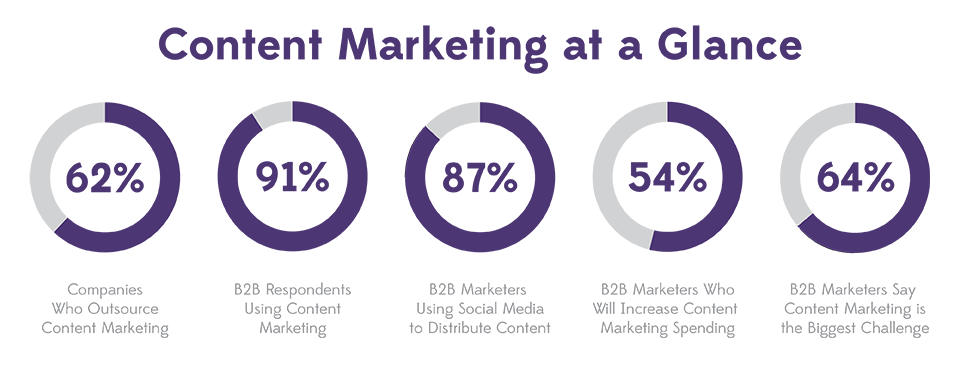 Content Marketing at a Glance
62%
91%
87%
54%
64%
Companies
Who Outsource
Content Marketing
B2B Respondents
Using Content
Marketing
B2B Marketers
Using Social Media
to Distribute Content
B2B Marketers Who
Will Increase Content
Marketing Spending
B2B Marketers Say
Content Marketing is
the Biggest Challenge